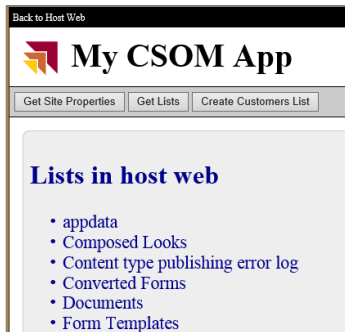 Back to Host Web
My CSOM App
Get Site Properties Get Lists Create Customers List
Lists in host web
• appdata
• Composed Looks
• Content type publishing error log
• Converted Forms
• Documents
• Form Templates